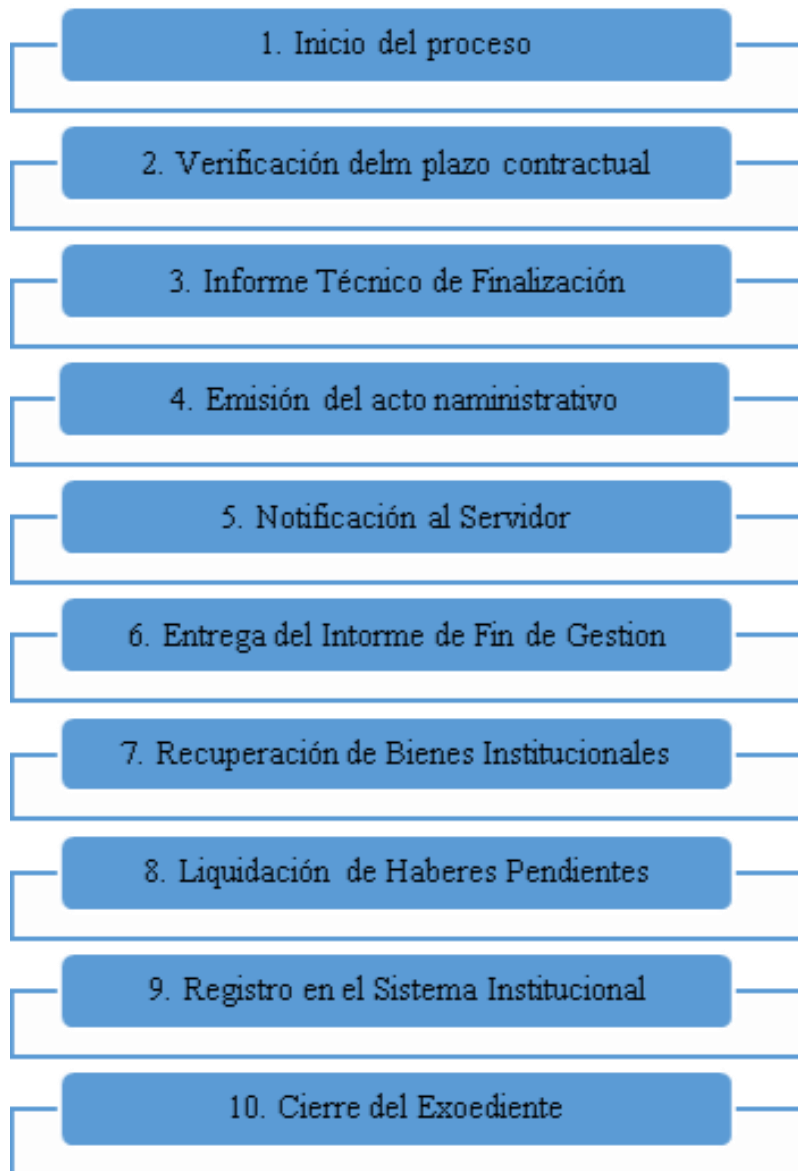 1. Inicio del proceso
2. Verificación delm plazo contractual
3. Informe Técnico de Finalización
4. Emisión del acto naministrativo
5. Notificación al Servidor
6. Entrega del Intorme de Fin de Gestion
7. Recuperación de Bienes Institucionales
8. Liquidación de Haberes Pendientes
9. Registro en el Sistema Institucional
10. Cierre del Exoediente